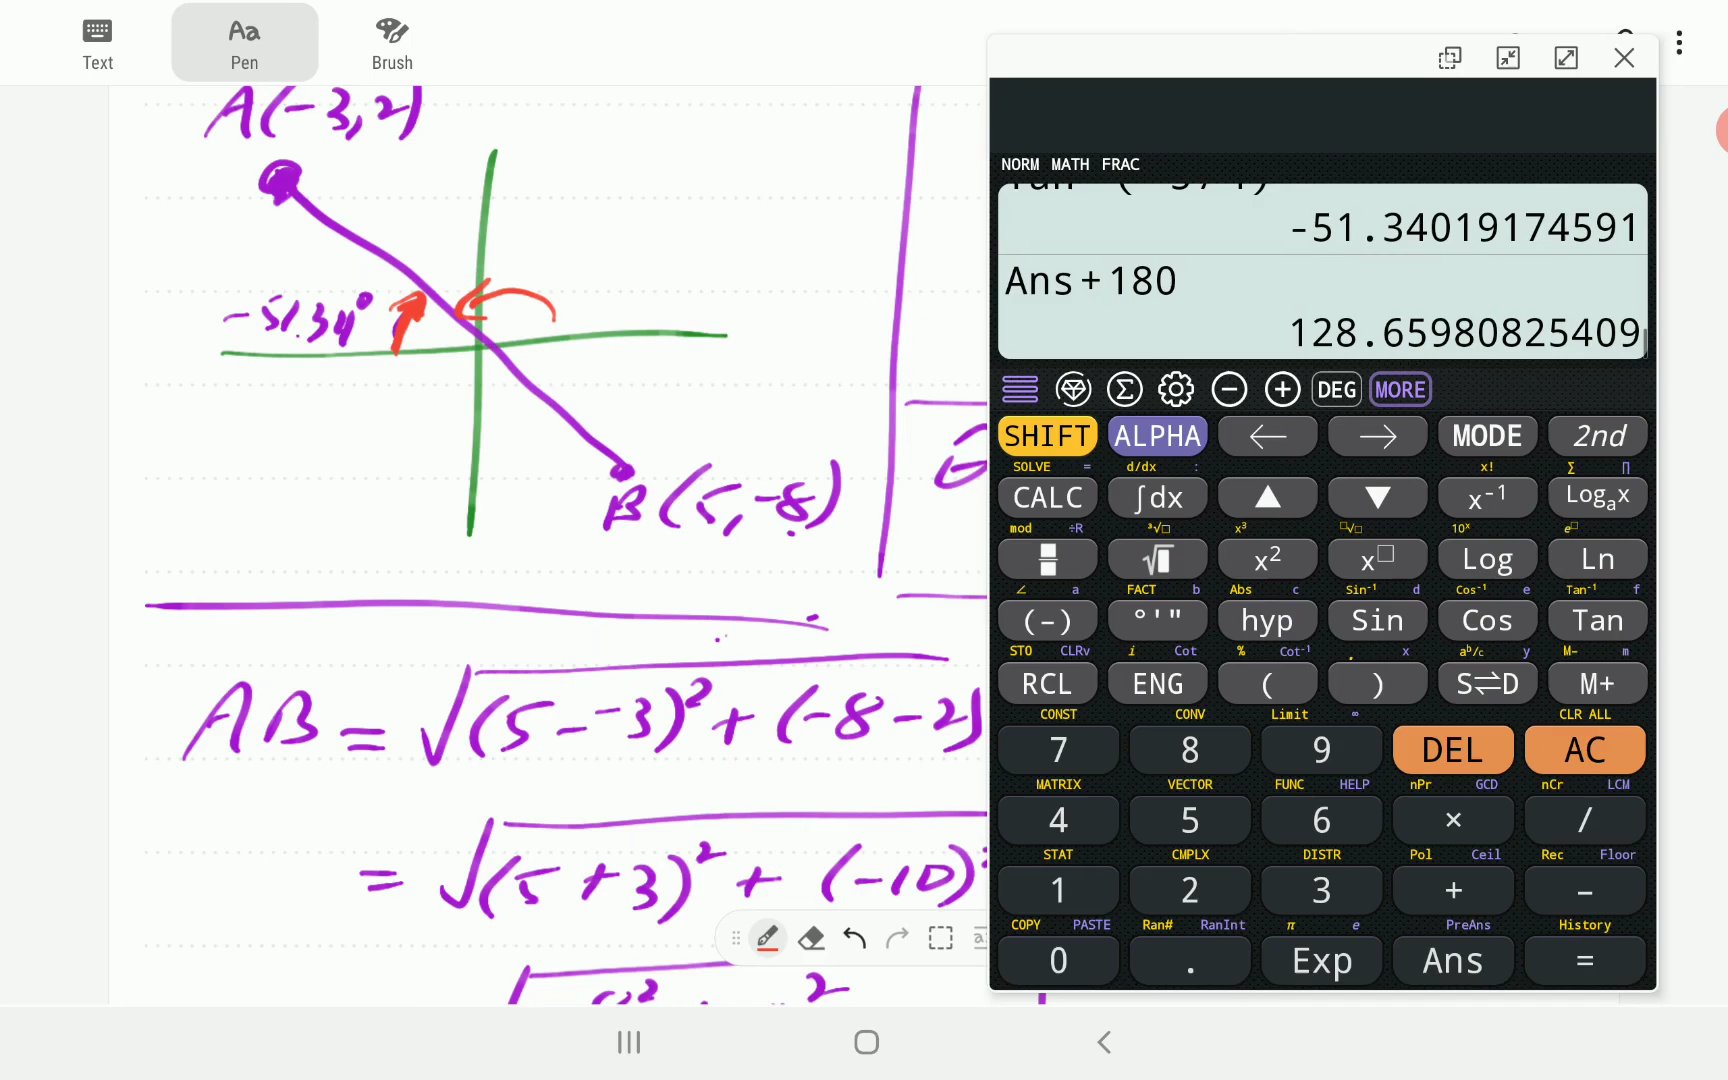 Text
Pen
Brush
A(-3,2)
-51.34°
B(5,-8)
AB = √(5--3)² + (-8-2)
= √(5+3)² + (-10)²
NORM MATH FRAC
-51.34019174591
Ans+180
128.65980825409
DEG MORE
SHIFT ALPHA ← → MODE 2nd
SOLVE = d/dx : x! Σ ∏
CALC ∫dx ▲ ▼ x⁻¹ Logₐx
mod ÷R ³√□ x³ □√□ 10ˣ e□
√ x² x□ Log Ln
∠ a FACT b Abs c Sin⁻¹ d Cos⁻¹ e Tan⁻¹ f
(-) °'" hyp Sin Cos Tan
STO CLRv i Cot % Cot⁻¹ , x aᵇ/c y M- m
RCL ENG ( ) S⇌D M+
CONST CONV Limit ∞ CLR ALL
7 8 9 DEL AC
MATRIX VECTOR FUNC HELP nPr GCD nCr LCM
4 5 6 × /
STAT CMPLX DISTR Pol Ceil Rec Floor
1 2 3 + −
COPY PASTE Ran# RanInt π e PreAns History
0 . Exp Ans =